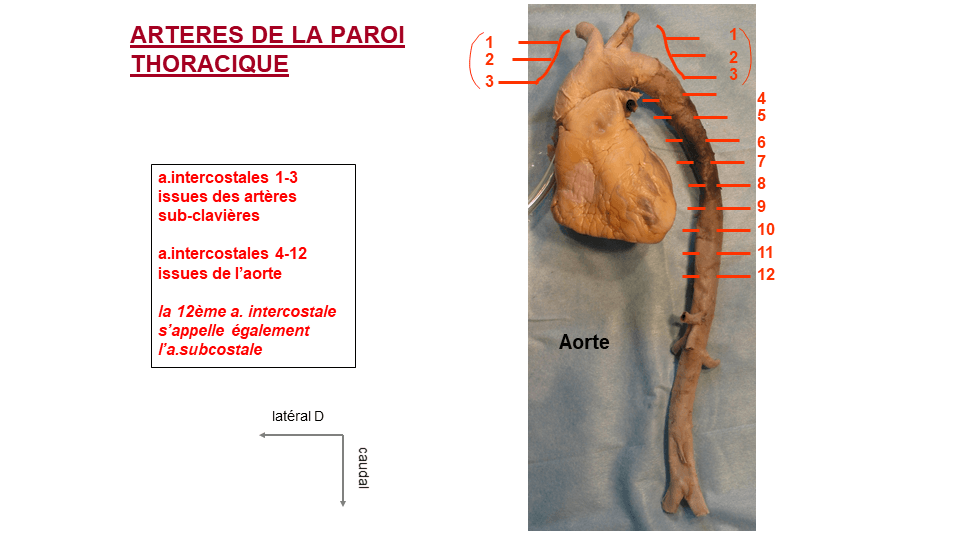 ARTERES DE LA PAROI
THORACIQUE
a.intercostales 1-3
issues des artères
sub-clavières
a.intercostales 4-12
issues de l'aorte
la 12ème a. intercostale
s'appelle également
l'a.subcostale
latéral D
caudal
1
2
3
1
2
3
4
5
6
7
8
9
10
11
12
Aorte